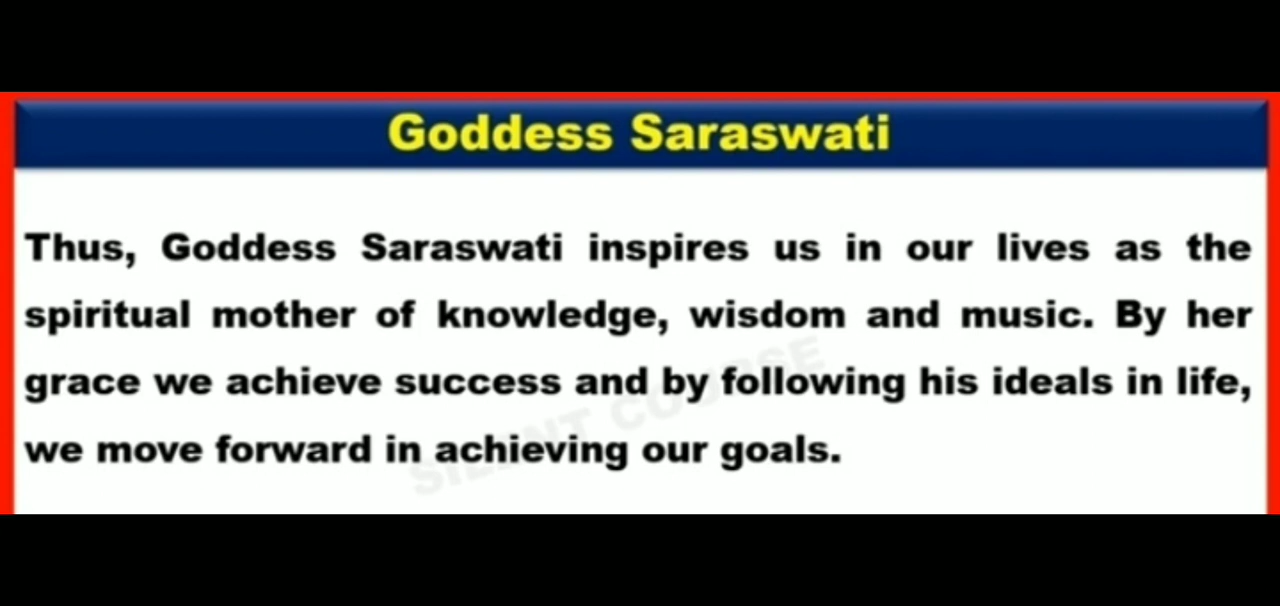 Goddess Saraswati
Thus, Goddess Saraswati inspires us in our lives as the
spiritual mother of knowledge, wisdom and music. By her
grace we achieve success and by following his ideals in life,
we move forward in achieving our goals.
SILENT COURSE